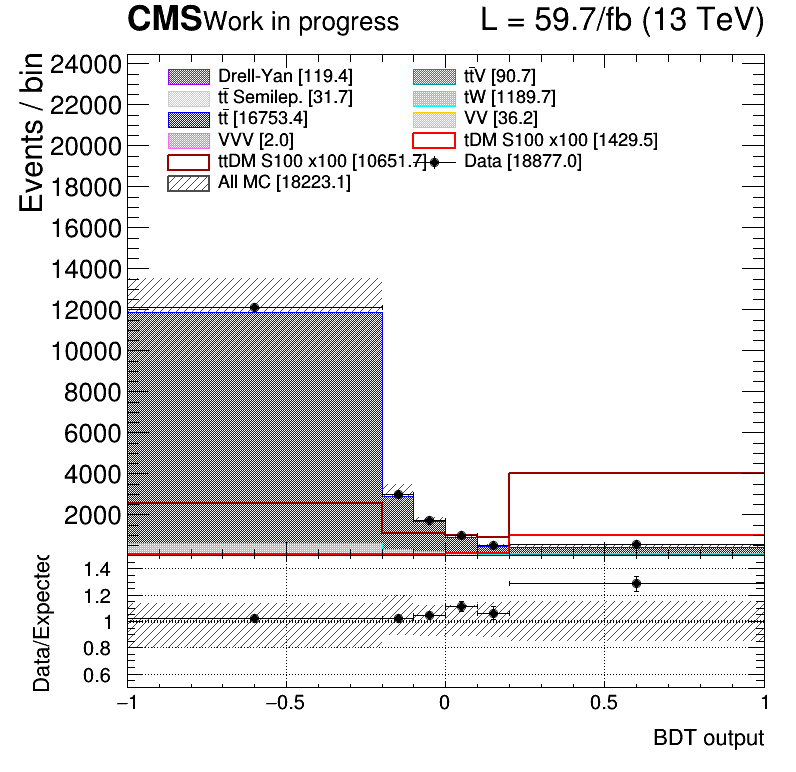 CMS Work in progress L = 59.7/fb (13 TeV)
Events / bin
24000
22000
20000
18000
16000
14000
12000
10000
8000
6000
4000
2000
Drell-Yan [119.4]
tt̄V [90.7]
tt̄ Semilep. [31.7]
tW [1189.7]
tt̄ [16753.4]
VV [36.2]
VVV [2.0]
tDM S100 x100 [1429.5]
ttDM S100 x100 [10651.7]
Data [18877.0]
All MC [18223.1]
Data/Expected
1.4
1.2
1
0.8
0.6
−1 −0.5 0 0.5 1
BDT output